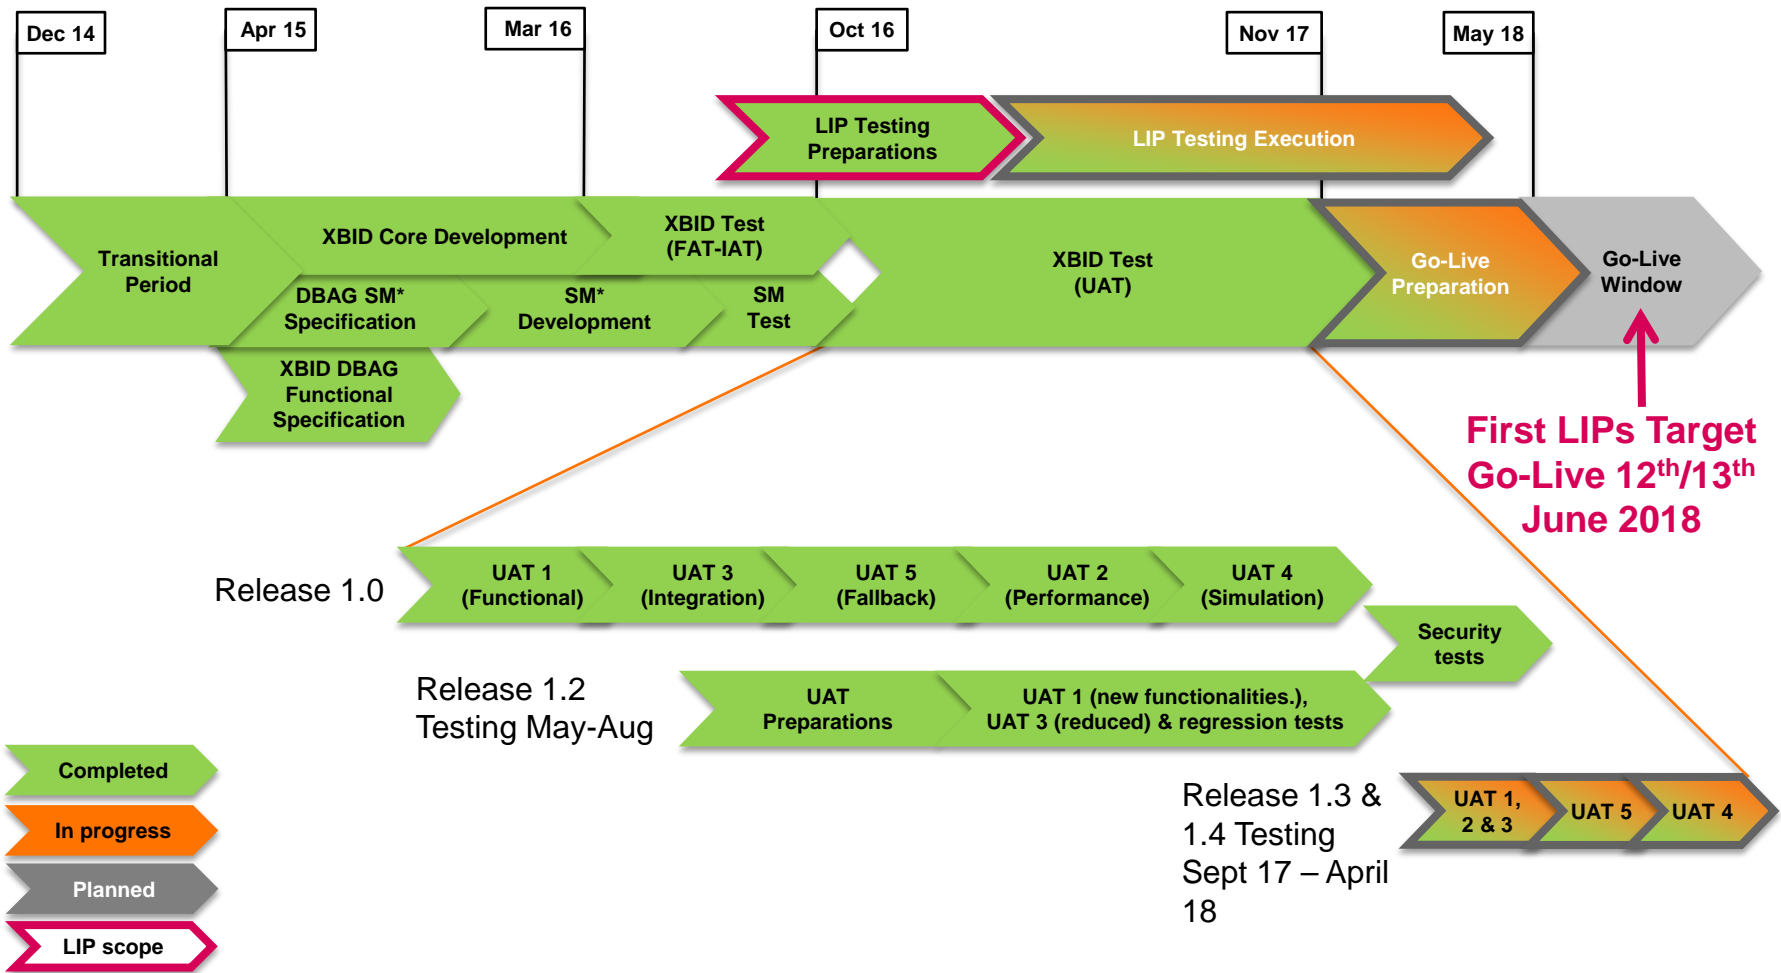 Dec 14
Apr 15
Mar 16
Oct 16
Nov 17
May 18
LIP Testing
Preparations
LIP Testing Execution
Transitional
Period
XBID Core Development
XBID Test
(FAT-IAT)
DBAG SM*
Specification
SM*
Development
SM
Test
XBID DBAG
Functional
Specification
XBID Test
(UAT)
Go-Live
Preparation
Go-Live
Window
First LIPs Target
Go-Live 12th/13th
June 2018
Release 1.0
UAT 1
(Functional)
UAT 3
(Integration)
UAT 5
(Fallback)
UAT 2
(Performance)
UAT 4
(Simulation)
Security
tests
Release 1.2
Testing May-Aug
UAT
Preparations
UAT 1 (new functionalities.),
UAT 3 (reduced) & regression tests
Release 1.3 &
1.4 Testing
Sept 17 – April
18
UAT 1,
2 & 3
UAT 5
UAT 4
Completed
In progress
Planned
LIP scope